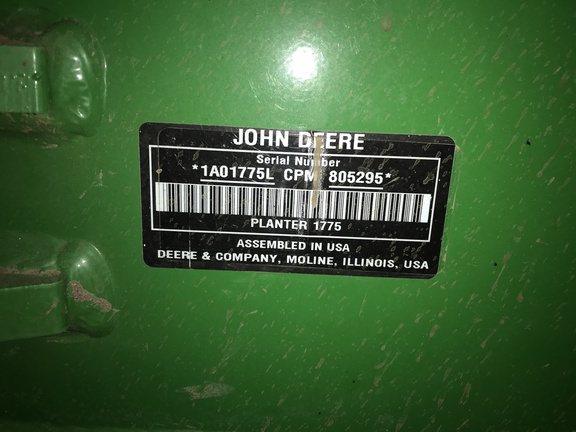 JOHN DEERE
Serial Number
*1A01775L CPM 805295*
PLANTER 1775
ASSEMBLED IN USA
DEERE & COMPANY, MOLINE, ILLINOIS, USA